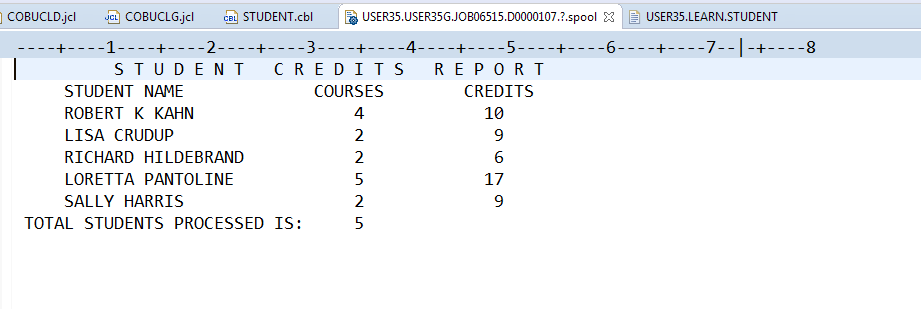 COBUCLD.jcl COBUCLG.jcl STUDENT.cbl USER35.USER35G.JOB06515.D0000107.?.spool USER35.LEARN.STUDENT
----+----1----+----2----+----3----+----4----+----5----+----6----+----7--|-+----8
S T U D E N T   C R E D I T S   R E P O R T
STUDENT NAME COURSES CREDITS
ROBERT K KAHN 4 10
LISA CRUDUP 2 9
RICHARD HILDEBRAND 2 6
LORETTA PANTOLINE 5 17
SALLY HARRIS 2 9
TOTAL STUDENTS PROCESSED IS: 5